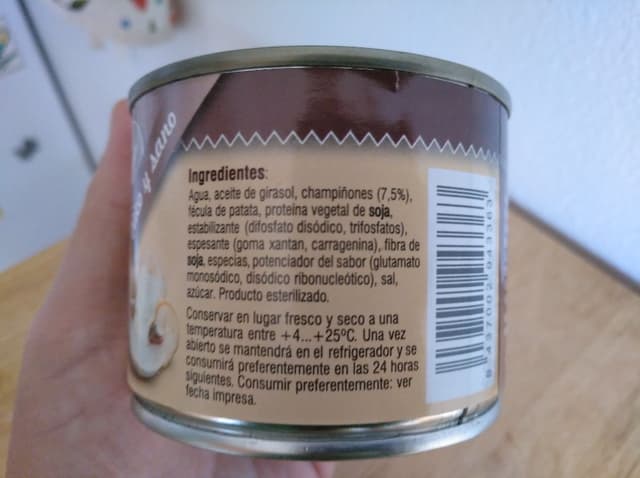 y sano
Ingredientes:
Agua, aceite de girasol, champiñones (7,5%),
fécula de patata, proteina vegetal de soja,
estabilizante (difosfato disódico, trifosfatos),
espesante (goma xantan, carragenina), fibra de
soja, especias, potenciador del sabor (glutamato
monosódico, disódico ribonucleótico), sal,
azúcar. Producto esterilizado.
Conservar en lugar fresco y seco a una
temperatura entre +4...+25ºC. Una vez
abierto se mantendrá en el refrigerador y se
consumirá preferentemente en las 24 horas
siguientes. Consumir preferentemente: ver
fecha impresa.